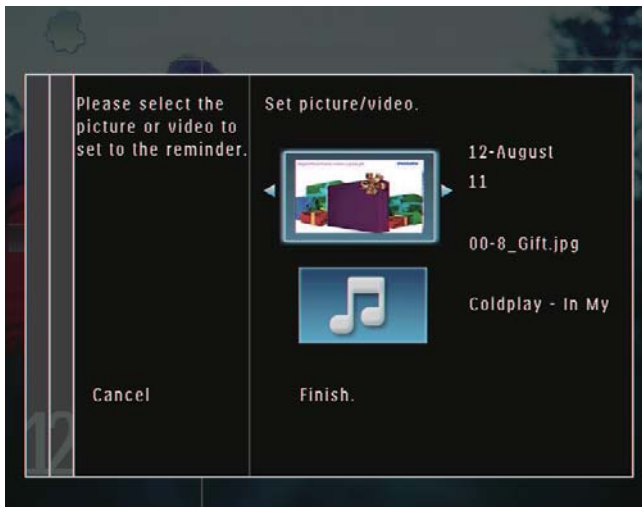 Please select the
picture or video to
set to the reminder.
Set picture/video.
12-August
11
00-8_Gift.jpg
Coldplay - In My
Cancel
Finish.
12